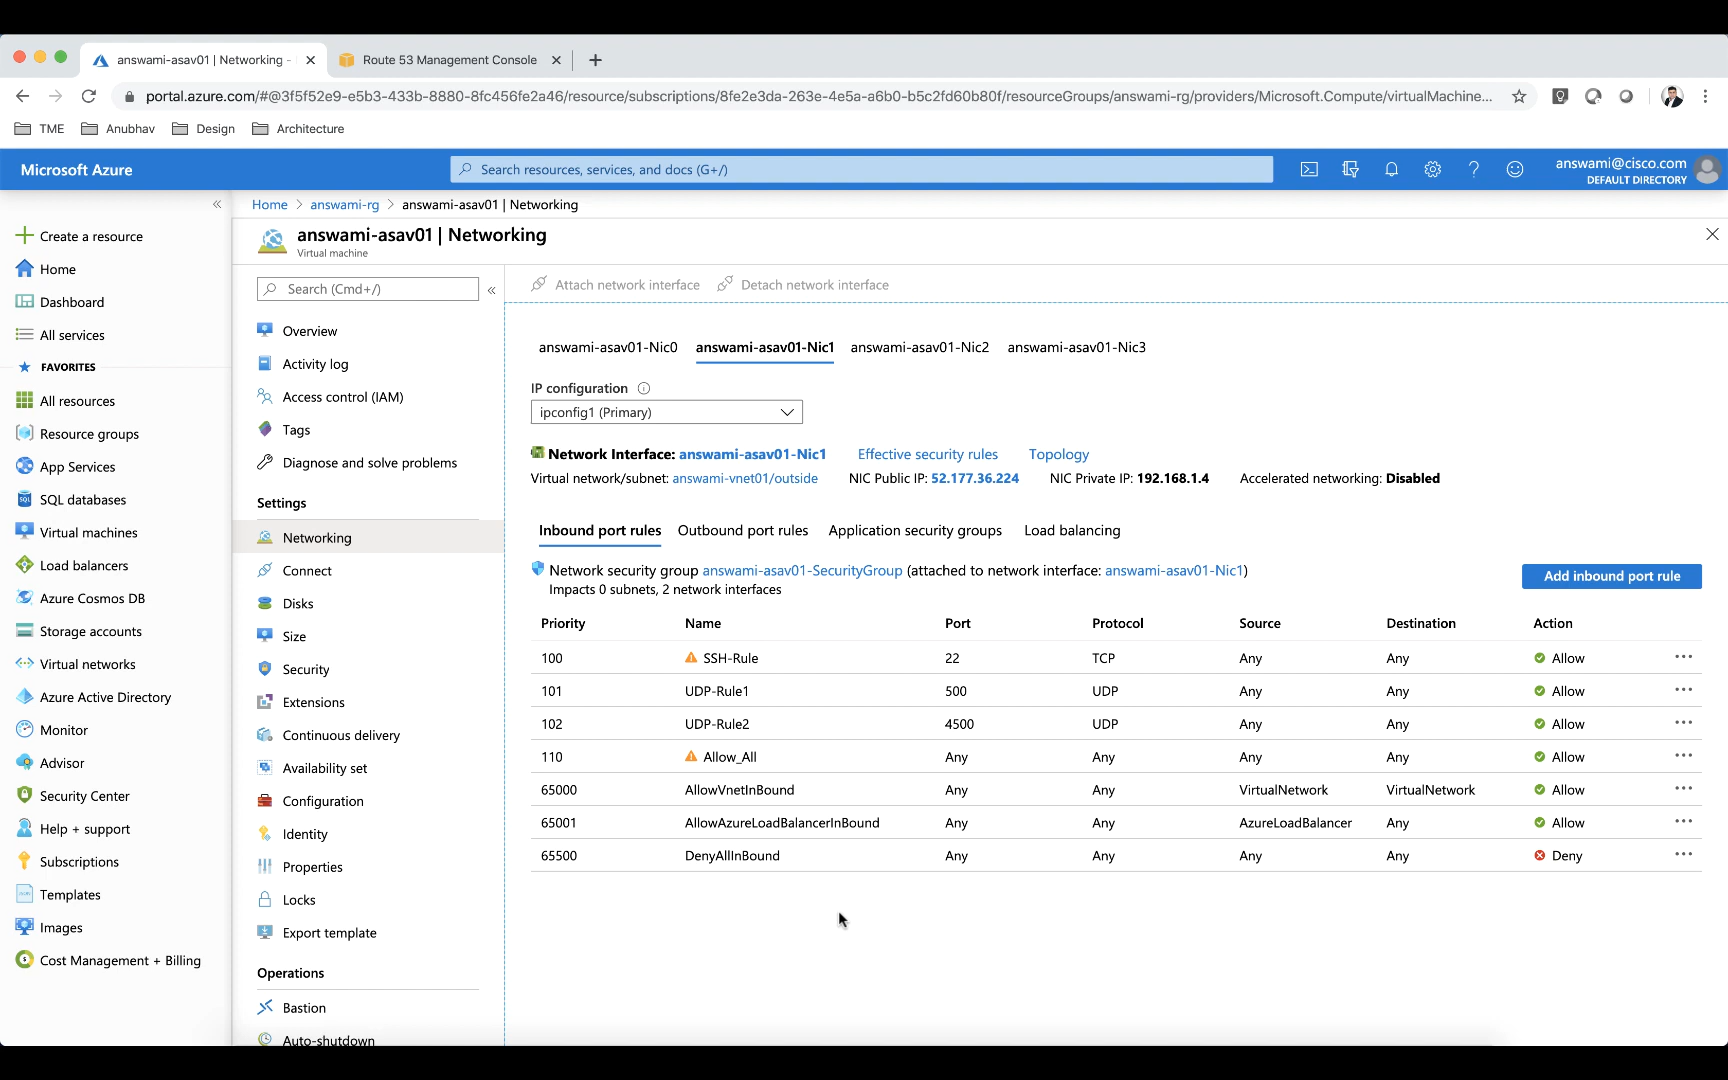 answami-asav01 | Networking -
Route 53 Management Console
portal.azure.com/#@3f5f52e9-e5b3-433b-8880-8fc456fe2a46/resource/subscriptions/8fe2e3da-263e-4e5a-a6b0-b5c2fd60b80f/resourceGroups/answami-rg/providers/Microsoft.Compute/virtualMachine...
TME Anubhav Design Architecture
Microsoft Azure
Search resources, services, and docs (G+/)
answami@cisco.com
DEFAULT DIRECTORY
Home > answami-rg > answami-asav01 | Networking
answami-asav01 | Networking
Virtual machine
Create a resource
Home
Dashboard
All services
FAVORITES
All resources
Resource groups
App Services
SQL databases
Virtual machines
Load balancers
Azure Cosmos DB
Storage accounts
Virtual networks
Azure Active Directory
Monitor
Advisor
Security Center
Help + support
Subscriptions
Templates
Images
Cost Management + Billing
Search (Cmd+/)
Overview
Activity log
Access control (IAM)
Tags
Diagnose and solve problems
Settings
Networking
Connect
Disks
Size
Security
Extensions
Continuous delivery
Availability set
Configuration
Identity
Properties
Locks
Export template
Operations
Bastion
Auto-shutdown
Attach network interface Detach network interface
answami-asav01-Nic0 answami-asav01-Nic1 answami-asav01-Nic2 answami-asav01-Nic3
IP configuration
ipconfig1 (Primary)
Network Interface: answami-asav01-Nic1 Effective security rules Topology
Virtual network/subnet: answami-vnet01/outside NIC Public IP: 52.177.36.224 NIC Private IP: 192.168.1.4 Accelerated networking: Disabled
Inbound port rules Outbound port rules Application security groups Load balancing
Network security group answami-asav01-SecurityGroup (attached to network interface: answami-asav01-Nic1)
Impacts 0 subnets, 2 network interfaces
Add inbound port rule
Priority Name Port Protocol Source Destination Action
100 SSH-Rule 22 TCP Any Any Allow
101 UDP-Rule1 500 UDP Any Any Allow
102 UDP-Rule2 4500 UDP Any Any Allow
110 Allow_All Any Any Any Any Allow
65000 AllowVnetInBound Any Any VirtualNetwork VirtualNetwork Allow
65001 AllowAzureLoadBalancerInBound Any Any AzureLoadBalancer Any Allow
65500 DenyAllInBound Any Any Any Any Deny